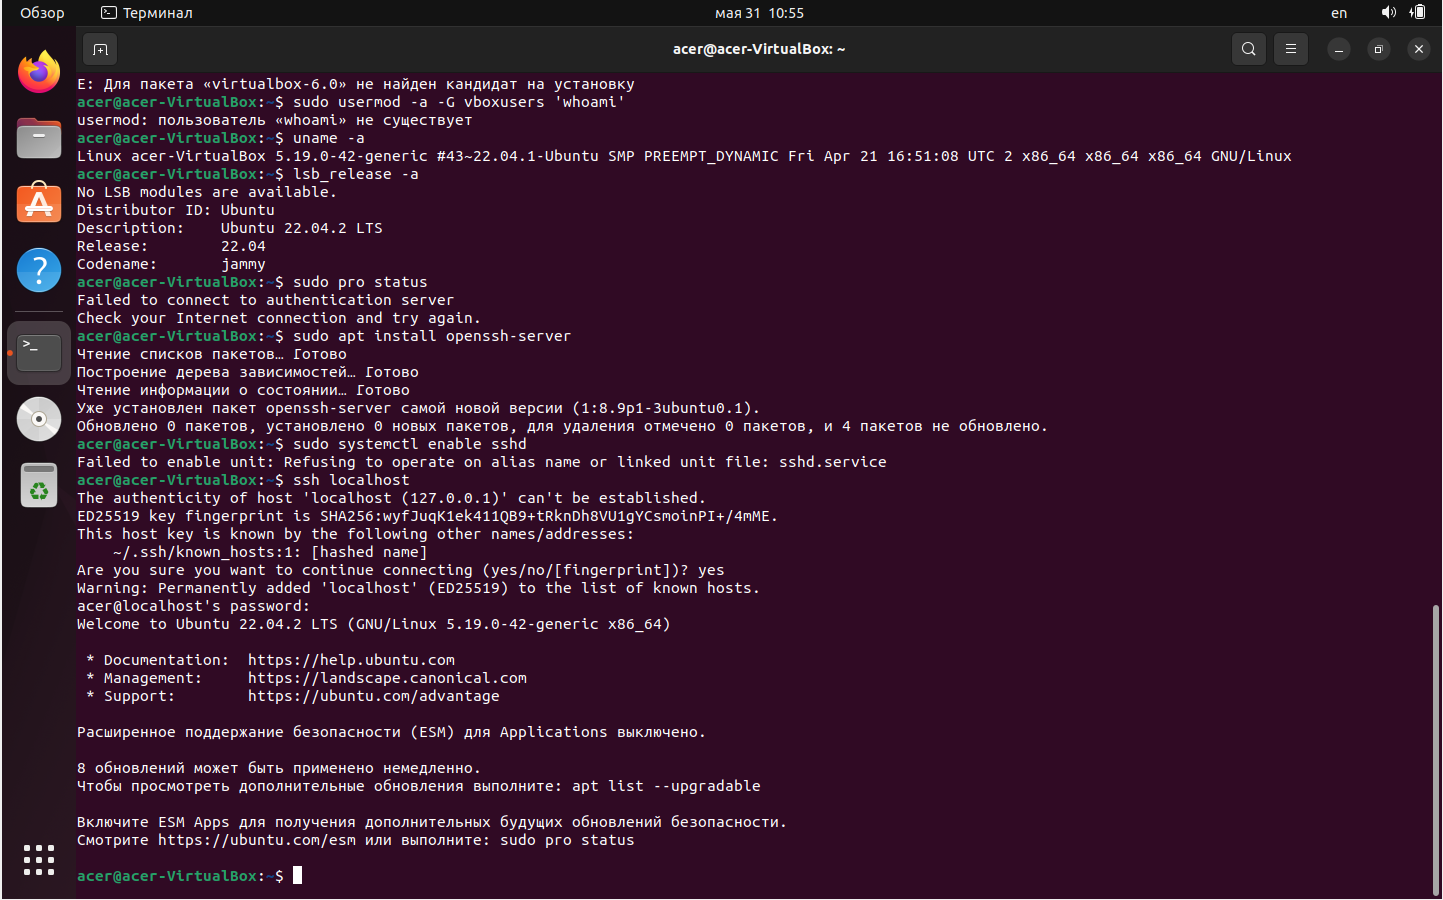 Обзор
Терминал
мая 31 10:55
en
acer@acer-VirtualBox: ~
E: Для пакета «virtualbox-6.0» не найден кандидат на установку
acer@acer-VirtualBox:~$ sudo usermod -a -G vboxusers 'whoami'
usermod: пользователь «whoami» не существует
acer@acer-VirtualBox:~$ uname -a
Linux acer-VirtualBox 5.19.0-42-generic #43~22.04.1-Ubuntu SMP PREEMPT_DYNAMIC Fri Apr 21 16:51:08 UTC 2 x86_64 x86_64 x86_64 GNU/Linux
acer@acer-VirtualBox:~$ lsb_release -a
No LSB modules are available.
Distributor ID: Ubuntu
Description:    Ubuntu 22.04.2 LTS
Release:        22.04
Codename:       jammy
acer@acer-VirtualBox:~$ sudo pro status
Failed to connect to authentication server
Check your Internet connection and try again.
acer@acer-VirtualBox:~$ sudo apt install openssh-server
Чтение списков пакетов… Готово
Построение дерева зависимостей… Готово
Чтение информации о состоянии… Готово
Уже установлен пакет openssh-server самой новой версии (1:8.9p1-3ubuntu0.1).
Обновлено 0 пакетов, установлено 0 новых пакетов, для удаления отмечено 0 пакетов, и 4 пакетов не обновлено.
acer@acer-VirtualBox:~$ sudo systemctl enable sshd
Failed to enable unit: Refusing to operate on alias name or linked unit file: sshd.service
acer@acer-VirtualBox:~$ ssh localhost
The authenticity of host 'localhost (127.0.0.1)' can't be established.
ED25519 key fingerprint is SHA256:wyfJuqK1ek411QB9+tRknDh8VU1gYCsmoinPI+/4mME.
This host key is known by the following other names/addresses:
    ~/.ssh/known_hosts:1: [hashed name]
Are you sure you want to continue connecting (yes/no/[fingerprint])? yes
Warning: Permanently added 'localhost' (ED25519) to the list of known hosts.
acer@localhost's password:
Welcome to Ubuntu 22.04.2 LTS (GNU/Linux 5.19.0-42-generic x86_64)
 * Documentation:  https://help.ubuntu.com
 * Management:     https://landscape.canonical.com
 * Support:        https://ubuntu.com/advantage
Расширенное поддержание безопасности (ESM) для Applications выключено.
8 обновлений может быть применено немедленно.
Чтобы просмотреть дополнительные обновления выполните: apt list --upgradable
Включите ESM Apps для получения дополнительных будущих обновлений безопасности.
Смотрите https://ubuntu.com/esm или выполните: sudo pro status
acer@acer-VirtualBox:~$